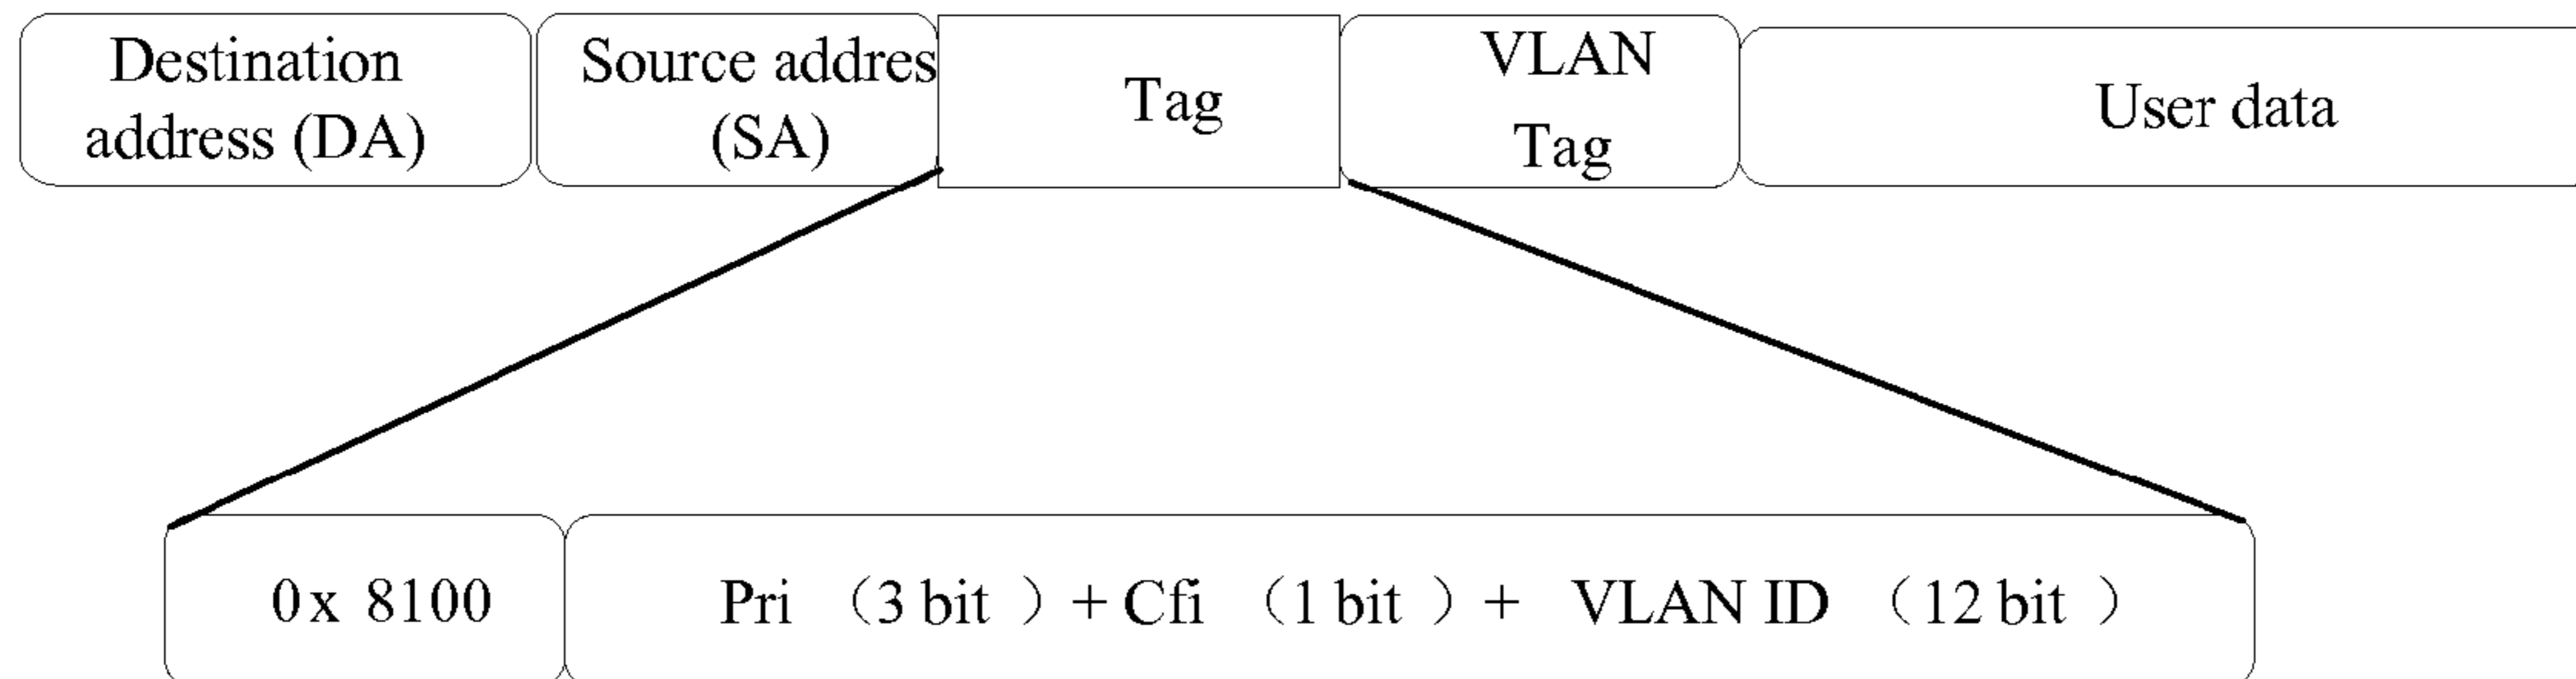 Destination
address (DA)
Source addres
(SA)
Tag
VLAN
Tag
User data
0x 8100
Pri （3 bit ）+ Cfi （1 bit ）+ VLAN ID （12 bit ）